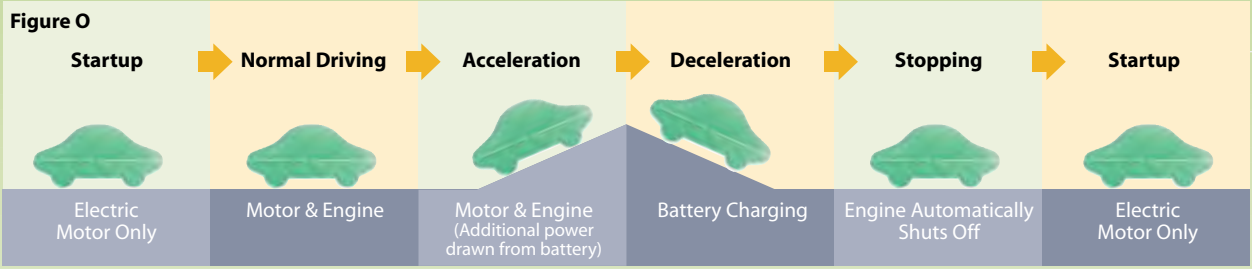 Figure O
Startup
Normal Driving
Acceleration
Deceleration
Stopping
Startup
Electric
Motor Only
Motor & Engine
Motor & Engine
(Additional power
drawn from battery)
Battery Charging
Engine Automatically
Shuts Off
Electric
Motor Only